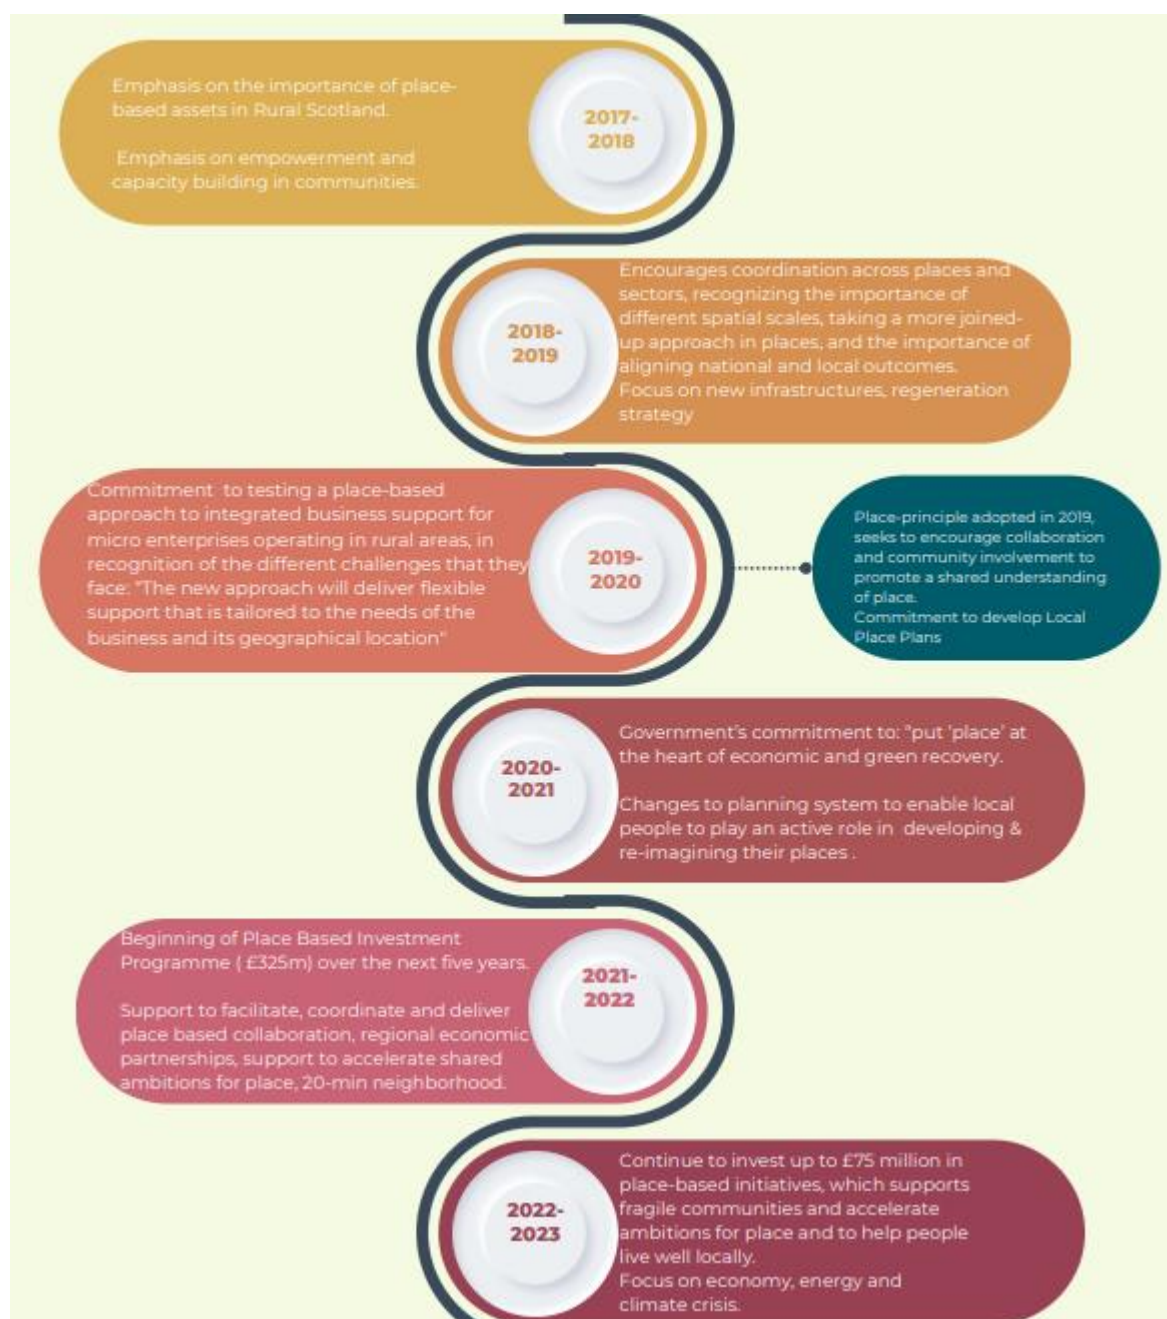 Emphasis on the importance of place-
based assets in Rural Scotland.
Emphasis on empowerment and
capacity building in communities.
2017-
2018
2018-
2019
Encourages coordination across places and
sectors, recognizing the importance of
different spatial scales, taking a more joined-
up approach in places, and the importance of
aligning national and local outcomes.
Focus on new infrastructures, regeneration
strategy
Commitment to testing a place-based
approach to integrated business support for
micro enterprises operating in rural areas, in
recognition of the different challenges that they
face: "The new approach will deliver flexible
support that is tailored to the needs of the
business and its geographical location"
2019-
2020
Place-principle adopted in 2019,
seeks to encourage collaboration
and community involvement to
promote a shared understanding
of place.
Commitment to develop Local
Place Plans
2020-
2021
Government's commitment to: "put 'place' at
the heart of economic and green recovery.
Changes to planning system to enable local
people to play an active role in developing &
re-imagining their places .
Beginning of Place Based Investment
Programme ( £325m) over the next five years.
Support to facilitate, coordinate and deliver
place based collaboration, regional economic
partnerships, support to accelerate shared
ambitions for place, 20-min neighborhood.
2021-
2022
2022-
2023
Continue to invest up to £75 million in
place-based initiatives, which supports
fragile communities and accelerate
ambitions for place and to help people
live well locally.
Focus on economy, energy and
climate crisis.